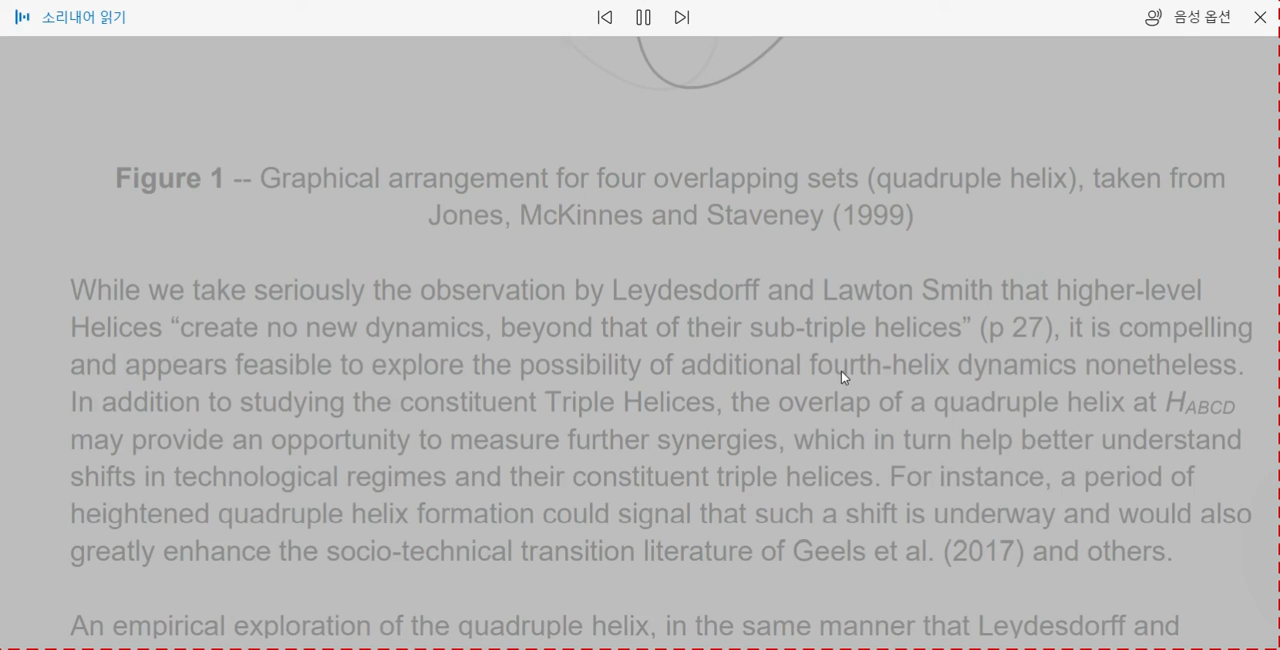 소리내어 읽기
음성 옵션
Figure 1 -- Graphical arrangement for four overlapping sets (quadruple helix), taken from
Jones, McKinnes and Staveney (1999)
While we take seriously the observation by Leydesdorff and Lawton Smith that higher-level
Helices “create no new dynamics, beyond that of their sub-triple helices” (p 27), it is compelling
and appears feasible to explore the possibility of additional fourth-helix dynamics nonetheless.
In addition to studying the constituent Triple Helices, the overlap of a quadruple helix at HABCD
may provide an opportunity to measure further synergies, which in turn help better understand
shifts in technological regimes and their constituent triple helices. For instance, a period of
heightened quadruple helix formation could signal that such a shift is underway and would also
greatly enhance the socio-technical transition literature of Geels et al. (2017) and others.
An empirical exploration of the quadruple helix, in the same manner that Leydesdorff and